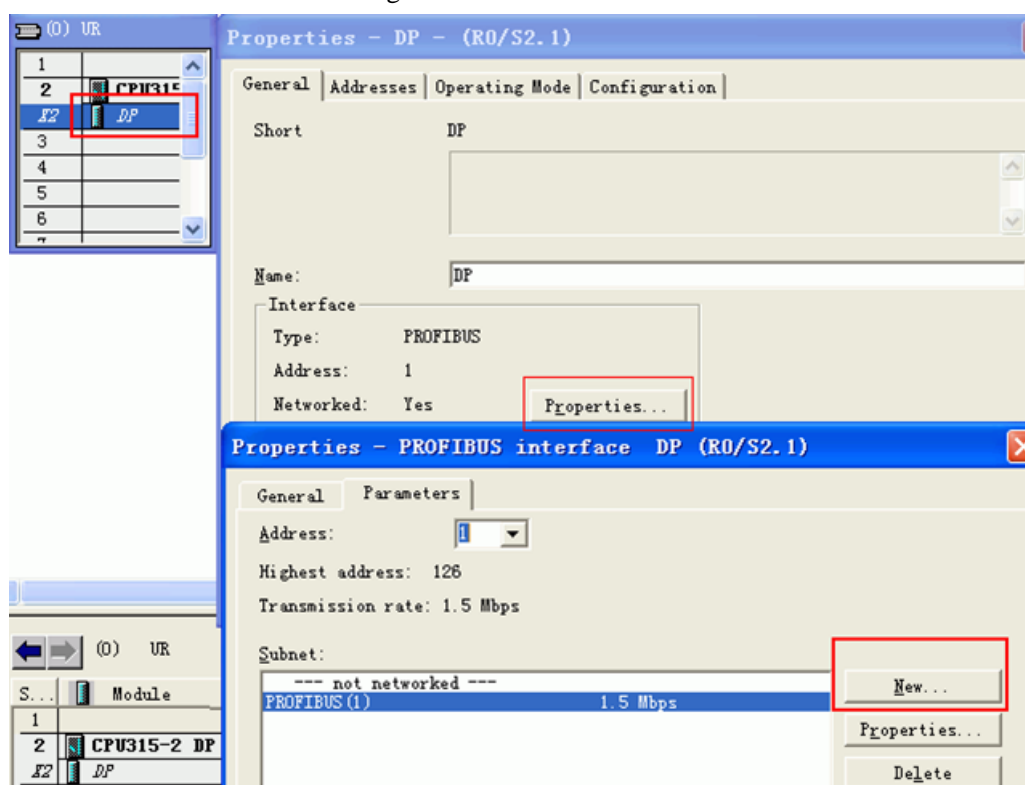 (0) UR
1
2 CPU315
X2 DP
3
4
5
6
7
Properties - DP - (R0/S2.1)
General Addresses Operating Mode Configuration
Short DP
Name: DP
Interface
Type: PROFIBUS
Address: 1
Networked: Yes Properties...
Properties - PROFIBUS interface DP (R0/S2.1)
General Parameters
Address: 1
Highest address: 126
Transmission rate: 1.5 Mbps
Subnet:
--- not networked ---
PROFIBUS(1) 1.5 Mbps
New...
Properties...
Delete
(0) UR
S... Module
1
2 CPU315-2 DP
X2 DP